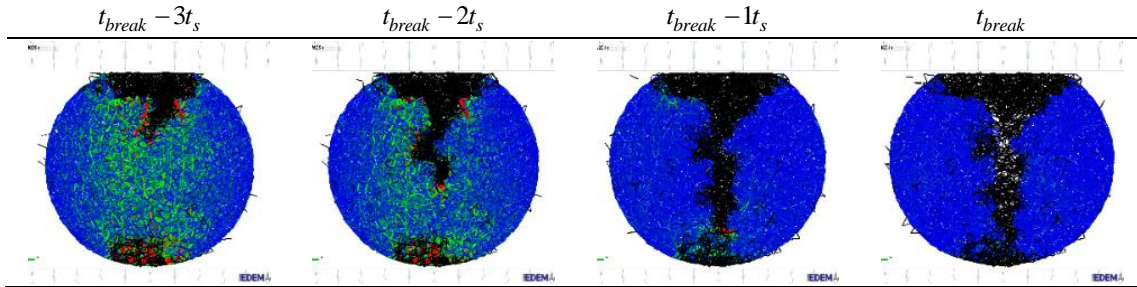 t_break − 3t_s
t_break − 2t_s
t_break − 1t_s
t_break
EDEM
EDEM
EDEM
EDEM